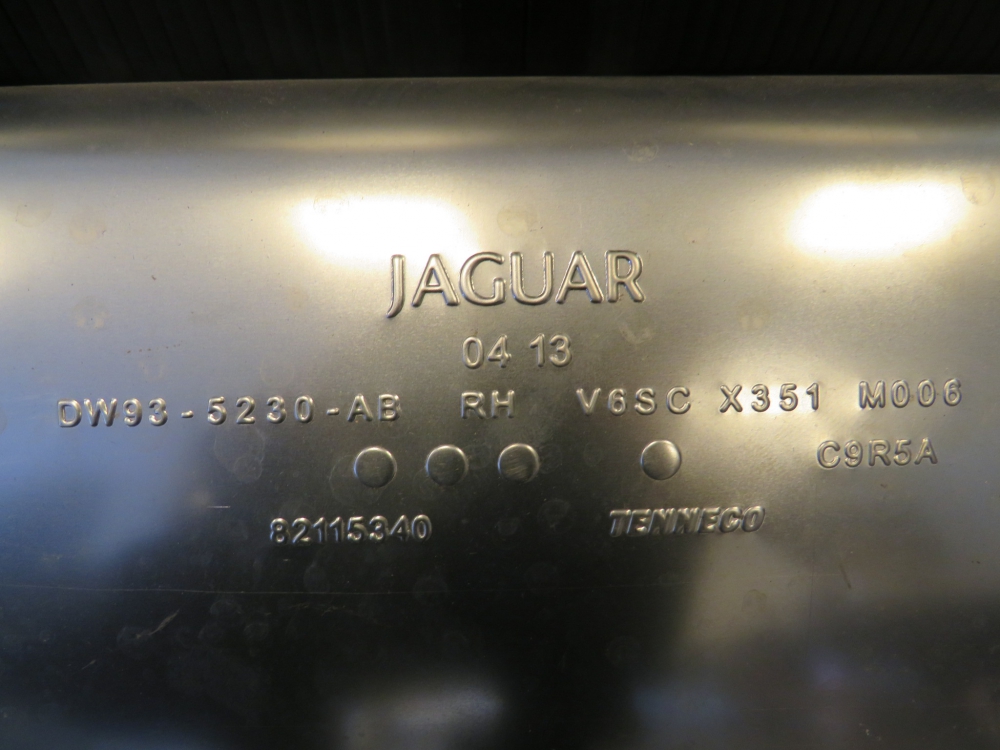 JAGUAR
04 13
DW93-5230-AB RH V6SC X351 M006
C9R5A
82115340 TENNECO